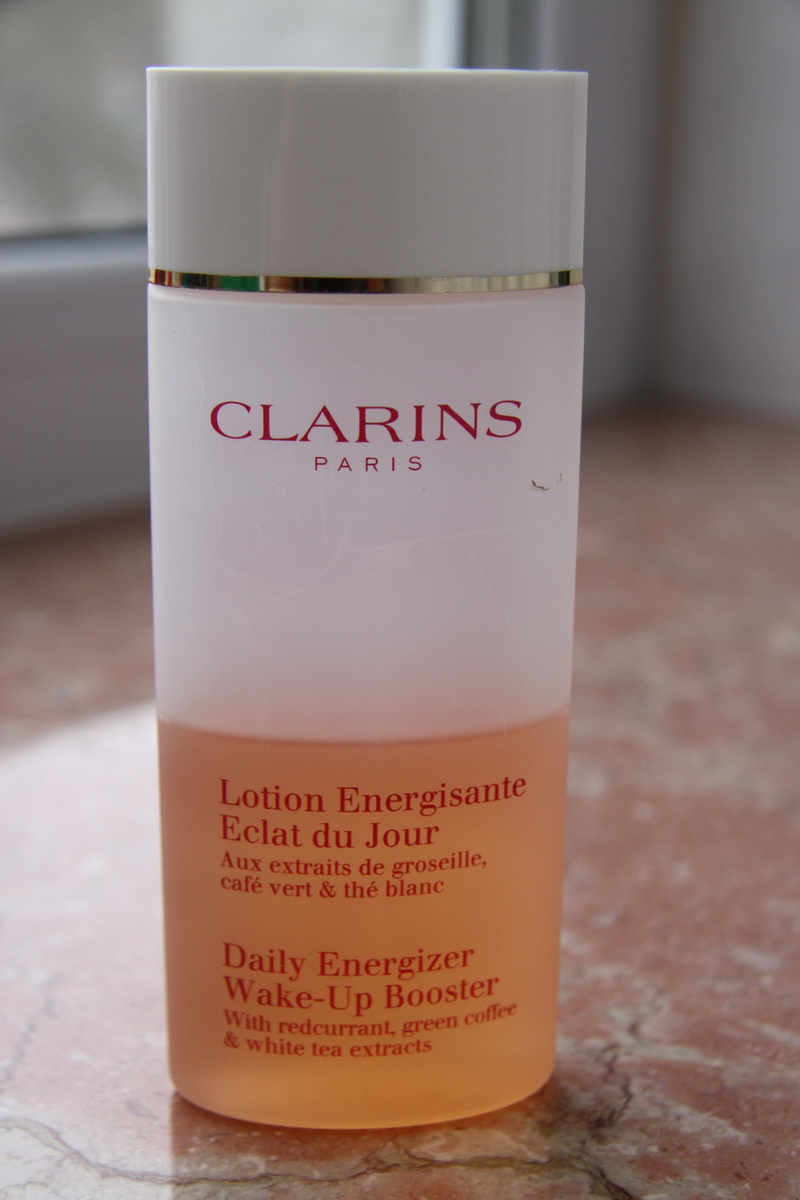 CLARINS
PARIS
Lotion Energisante
Eclat du Jour
Aux extraits de groseille,
café vert & thé blanc
Daily Energizer
Wake-Up Booster
With redcurrant, green coffee
& white tea extracts